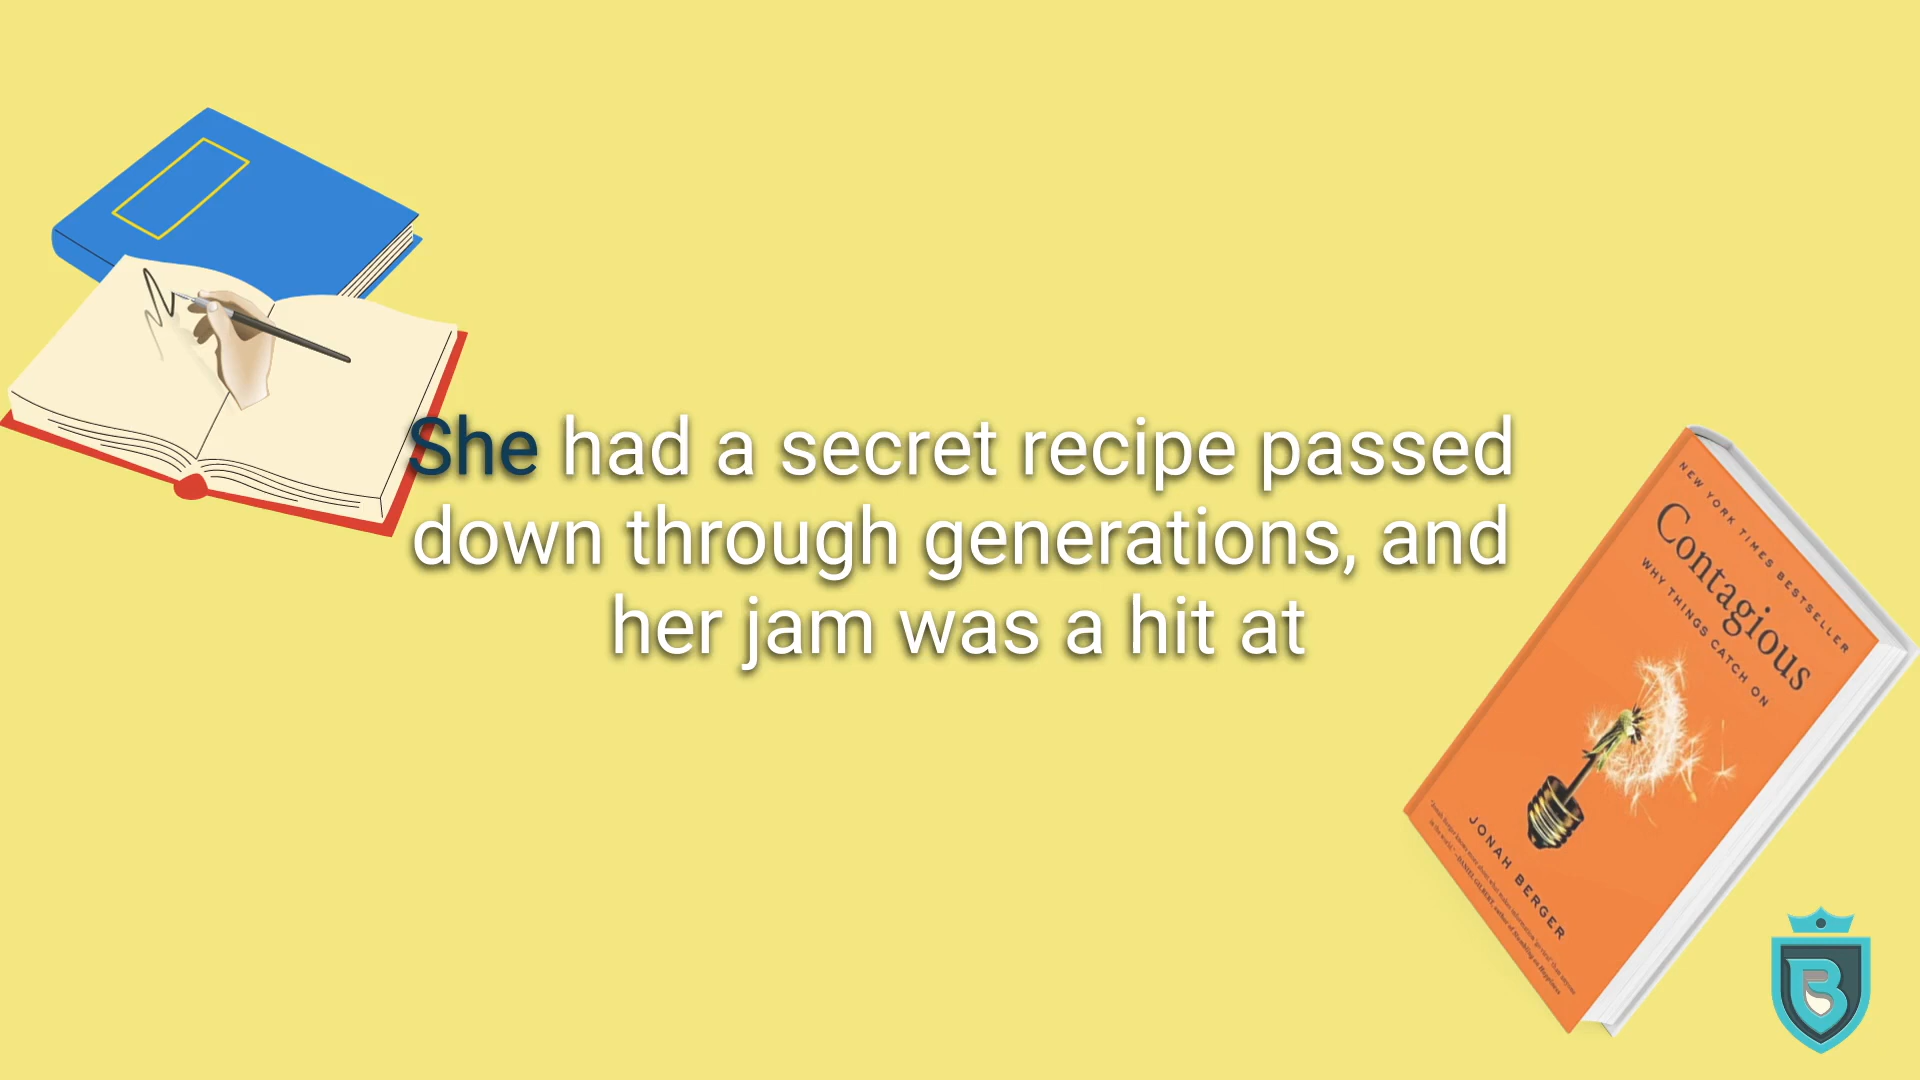 She had a secret recipe passed
down through generations, and
her jam was a hit at
NEW YORK TIMES BESTSELLER
Contagious
WHY THINGS CATCH ON
JONAH BERGER
B